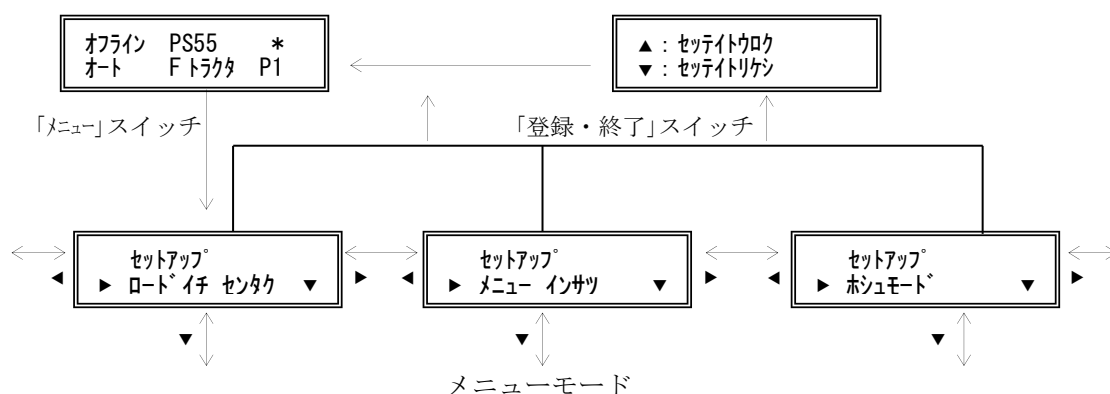 ｵﾌﾗｲﾝ PS55 *
ｵｰﾄ F ﾄﾗｸﾀ P1
▲ : ｾｯﾃｲﾄｳﾛｸ
▼ : ｾｯﾃｲﾄﾘｹｼ
「ﾒﾆｭｰ」スイッチ
「登録・終了」スイッチ
ｾｯﾄｱｯﾌﾟ
▶ ﾛｰﾄﾞｲﾁ ｾﾝﾀｸ ▼
ｾｯﾄｱｯﾌﾟ
▶ ﾒﾆｭｰ ｲﾝｻﾂ ▼
ｾｯﾄｱｯﾌﾟ
▶ ﾎｼｭﾓｰﾄﾞ ▼
メニューモード